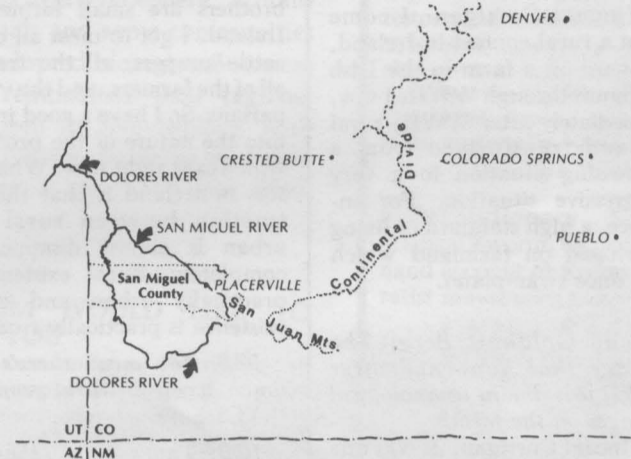 DENVER
CRESTED BUTTE
Continental Divide
COLORADO SPRINGS
DOLORES RIVER
SAN MIGUEL RIVER
PUEBLO
San Miguel
County
PLACERVILLE
San Juan Mts.
DOLORES RIVER
UT CO
AZ NM